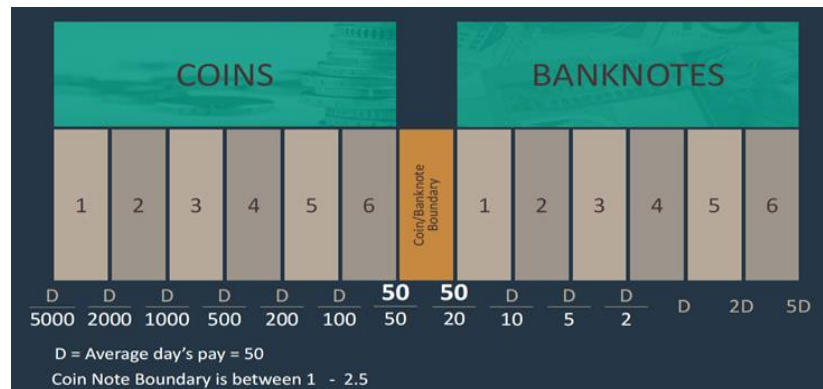 COINS BANKNOTES
1 2 3 4 5 6 Coin/Banknote Boundary 1 2 3 4 5 6
D D D D D D 50 50 D D D D 2D 5D
5000 2000 1000 500 200 100 50 20 10 5 2
D = Average day's pay = 50
Coin Note Boundary is between 1 - 2.5